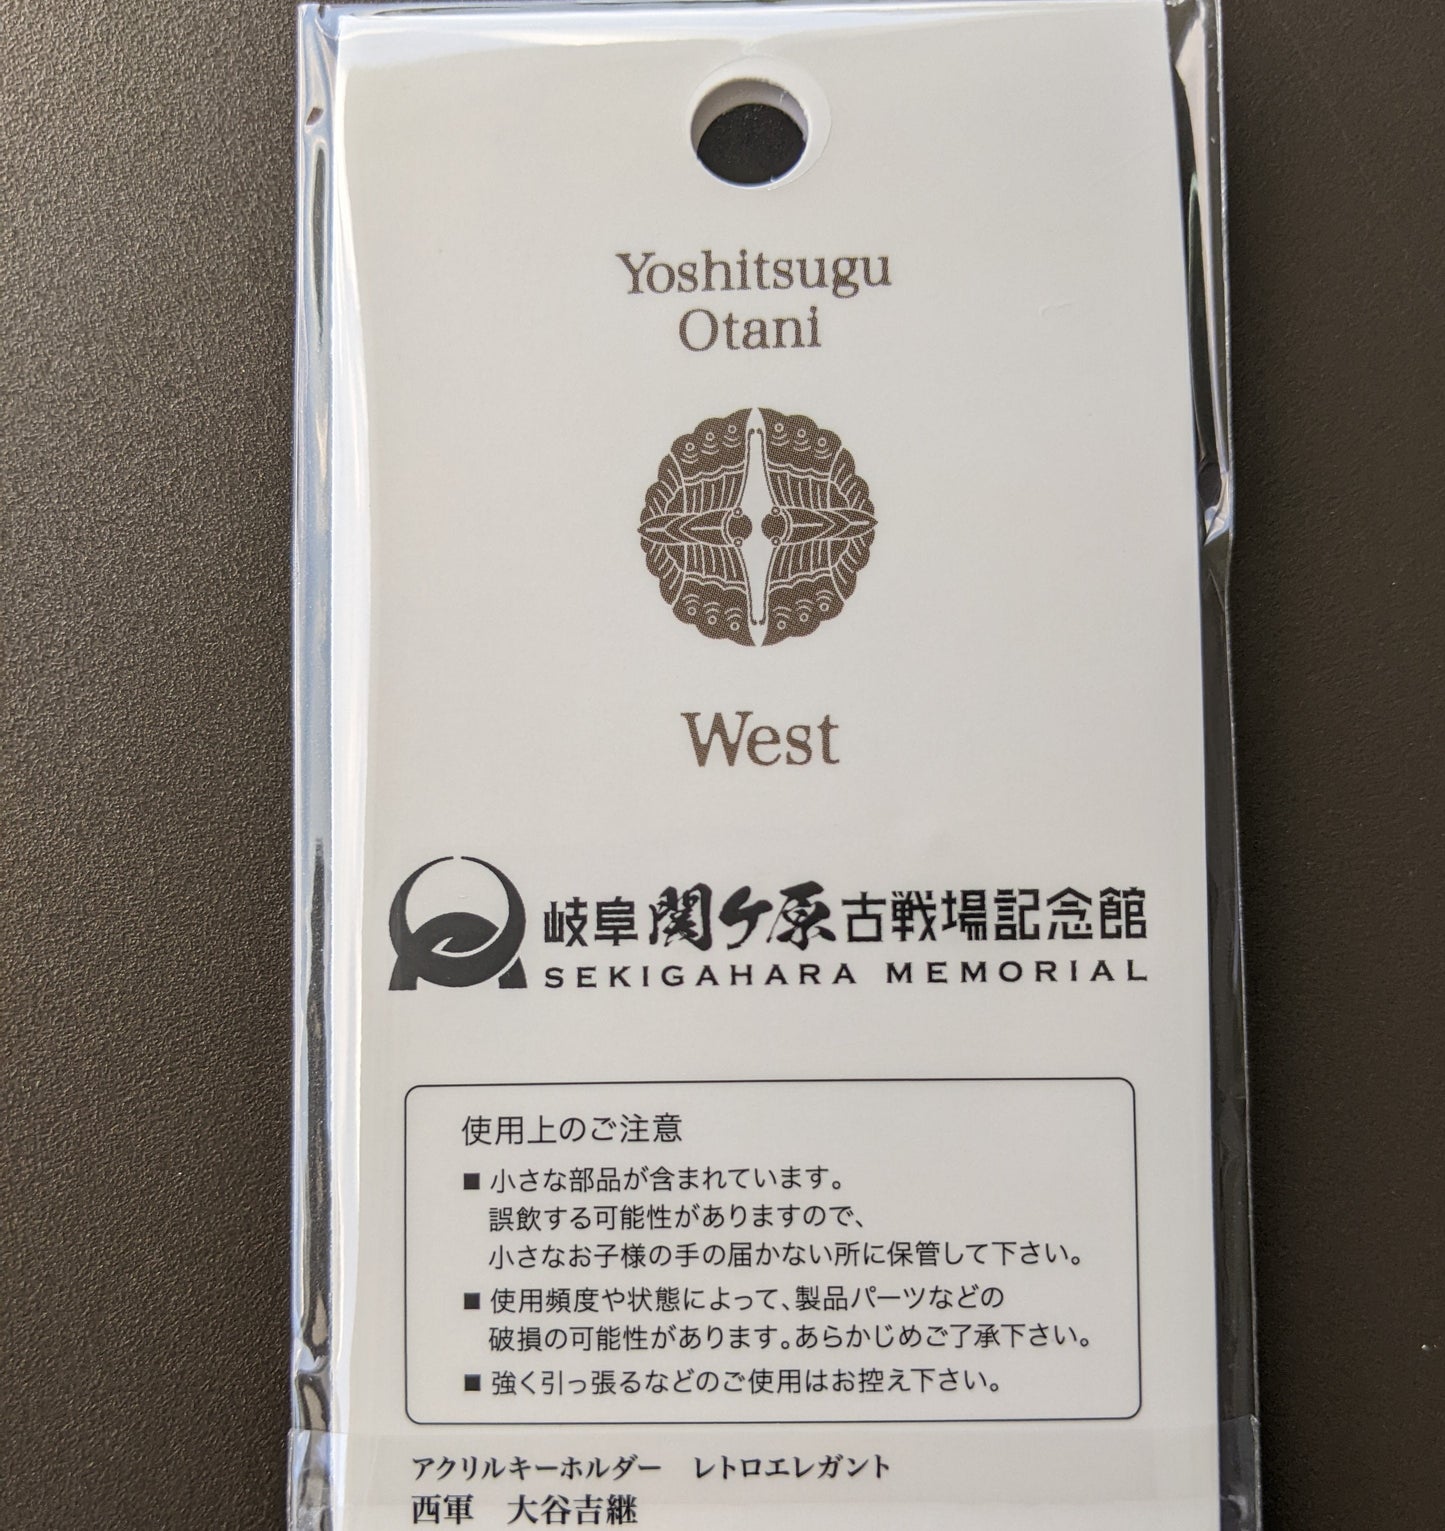 Yoshitsugu
Otani
West
岐阜関ケ原古戦場記念館
SEKIGAHARA MEMORIAL
使用上のご注意
■ 小さな部品が含まれています。
誤飲する可能性がありますので、
小さなお子様の手の届かない所に保管して下さい。
■ 使用頻度や状態によって、製品パーツなどの
破損の可能性があります。あらかじめご了承下さい。
■ 強く引っ張るなどのご使用はお控え下さい。
アクリルキーホルダー　レトロエレガント
西軍　大谷吉継